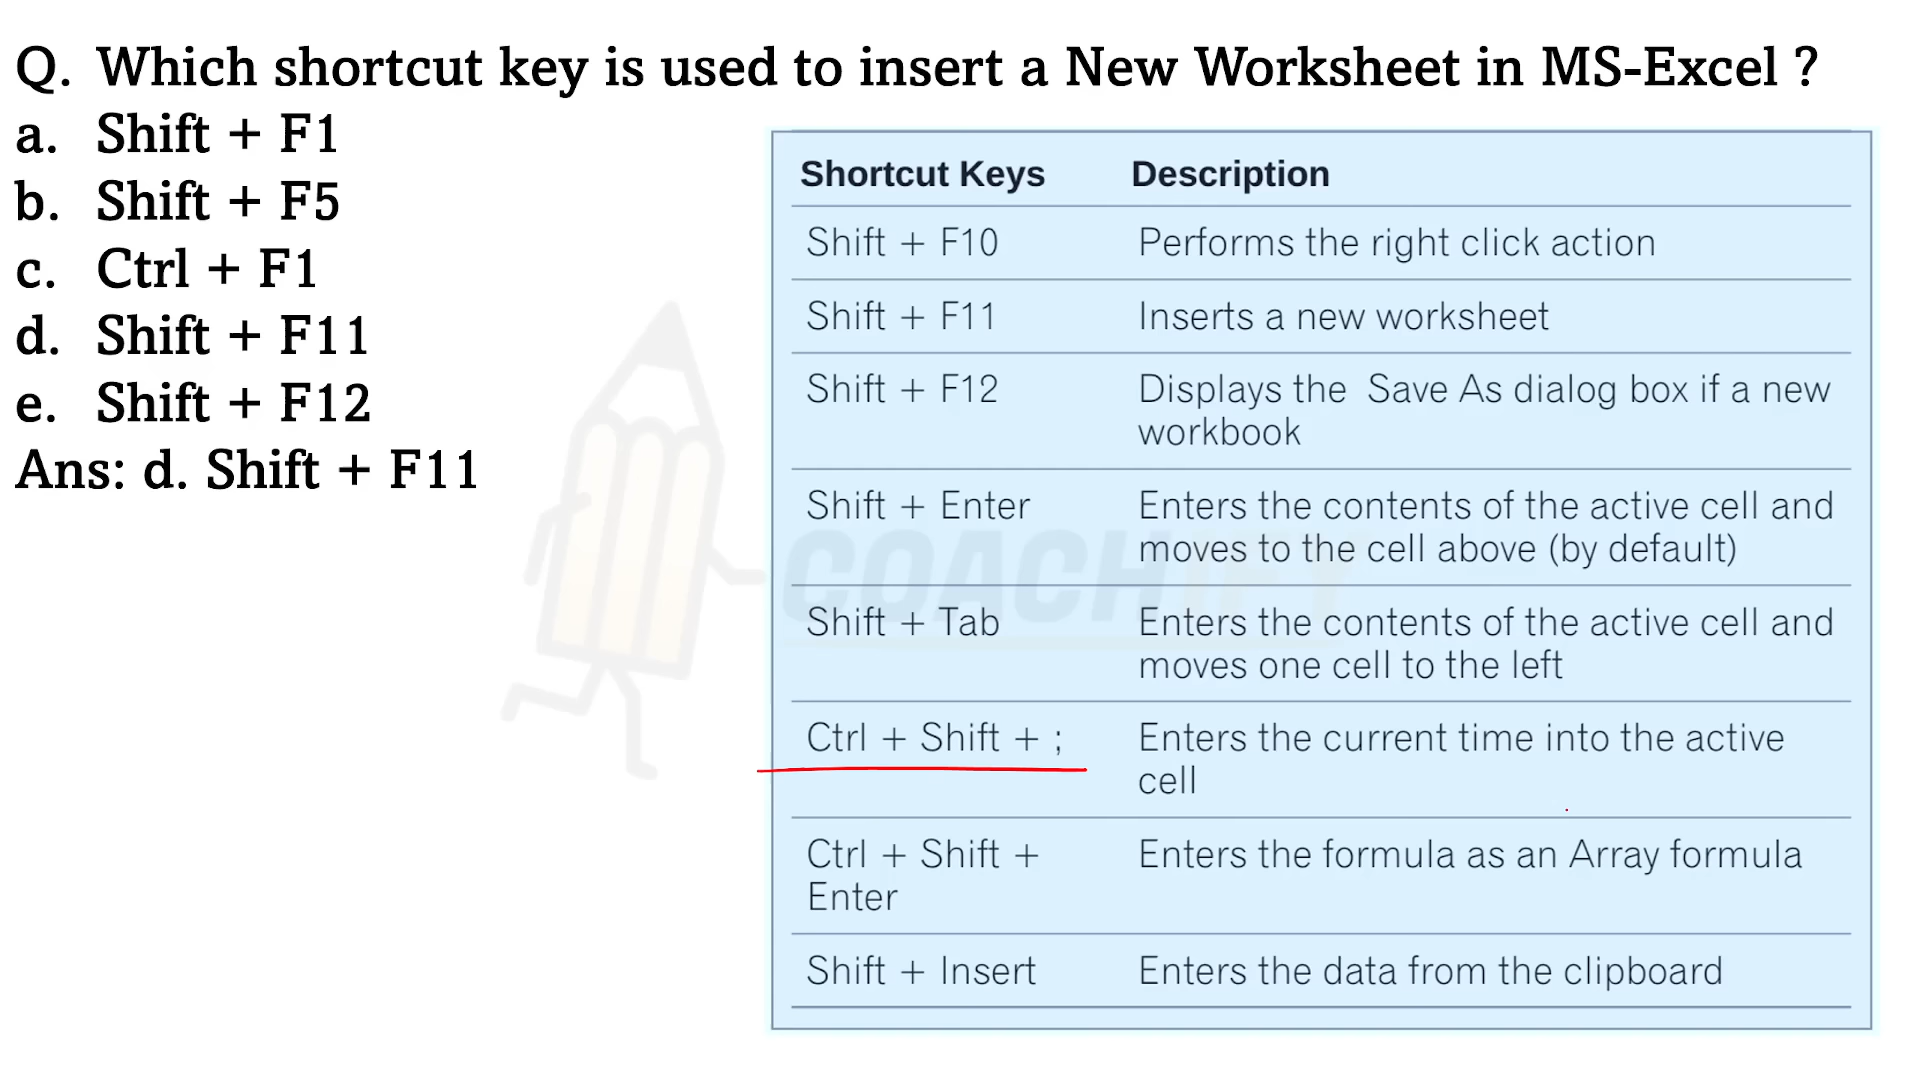 Q. Which shortcut key is used to insert a New Worksheet in MS-Excel ?
a. Shift + F1
b. Shift + F5
c. Ctrl + F1
d. Shift + F11
e. Shift + F12
Ans: d. Shift + F11
Shortcut Keys Description
Shift + F10 Performs the right click action
Shift + F11 Inserts a new worksheet
Shift + F12 Displays the Save As dialog box if a new
workbook
Shift + Enter Enters the contents of the active cell and
moves to the cell above (by default)
COACHIFY
Shift + Tab Enters the contents of the active cell and
moves one cell to the left
Ctrl + Shift + ; Enters the current time into the active
cell
Ctrl + Shift + Enters the formula as an Array formula
Enter
Shift + Insert Enters the data from the clipboard